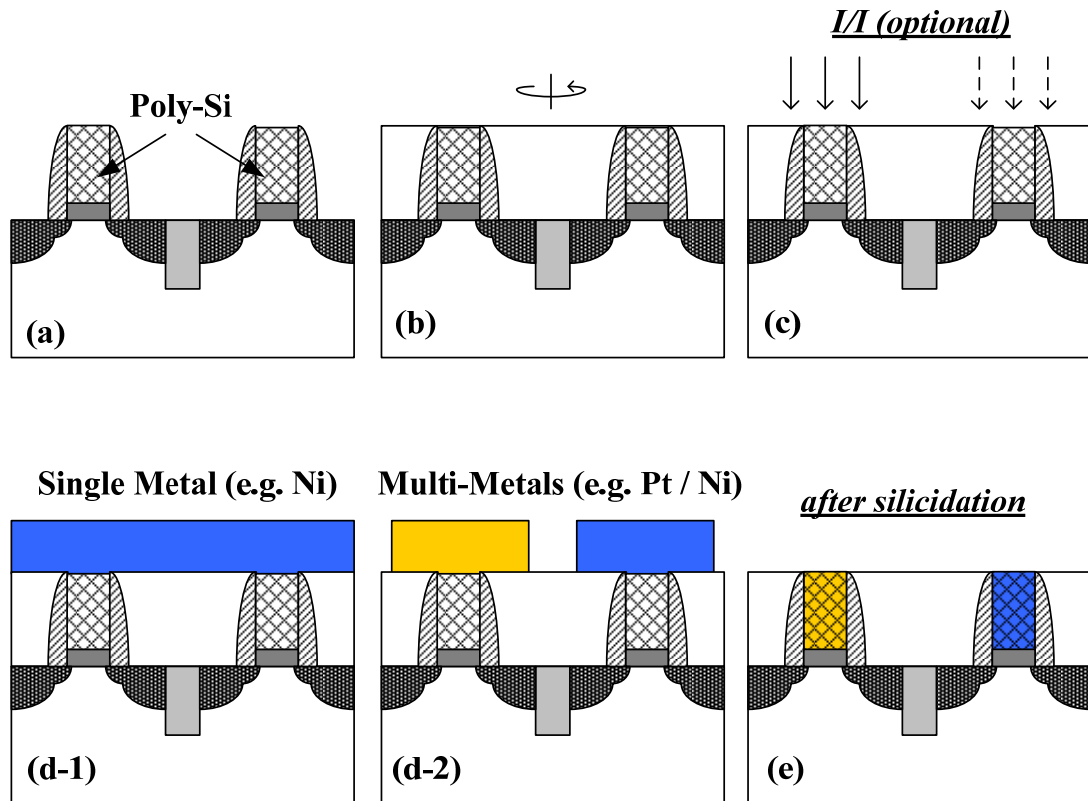 I/I (optional)
Poly-Si
(a)
(b)
(c)
Single Metal (e.g. Ni)
Multi-Metals (e.g. Pt / Ni)
after silicidation
(d-1)
(d-2)
(e)